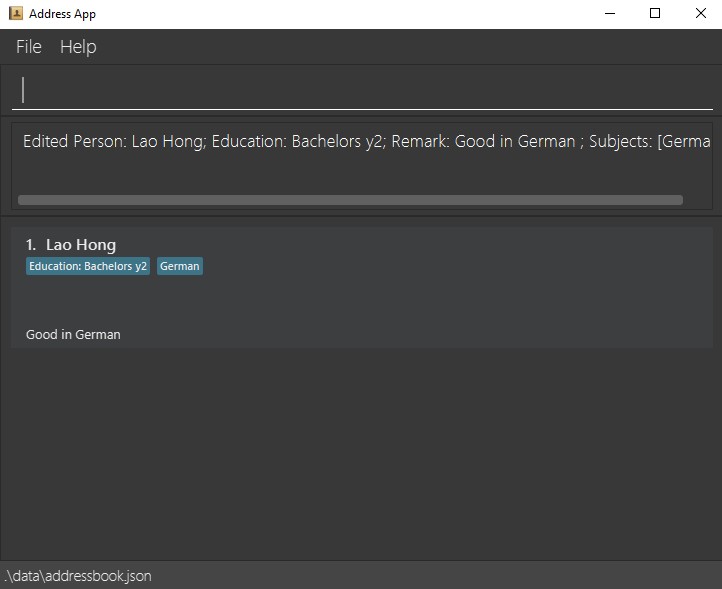 Address App
File Help
Edited Person: Lao Hong; Education: Bachelors y2; Remark: Good in German ; Subjects: [Germa
1. Lao Hong
Education: Bachelors y2 German
Good in German
.\data\addressbook.json